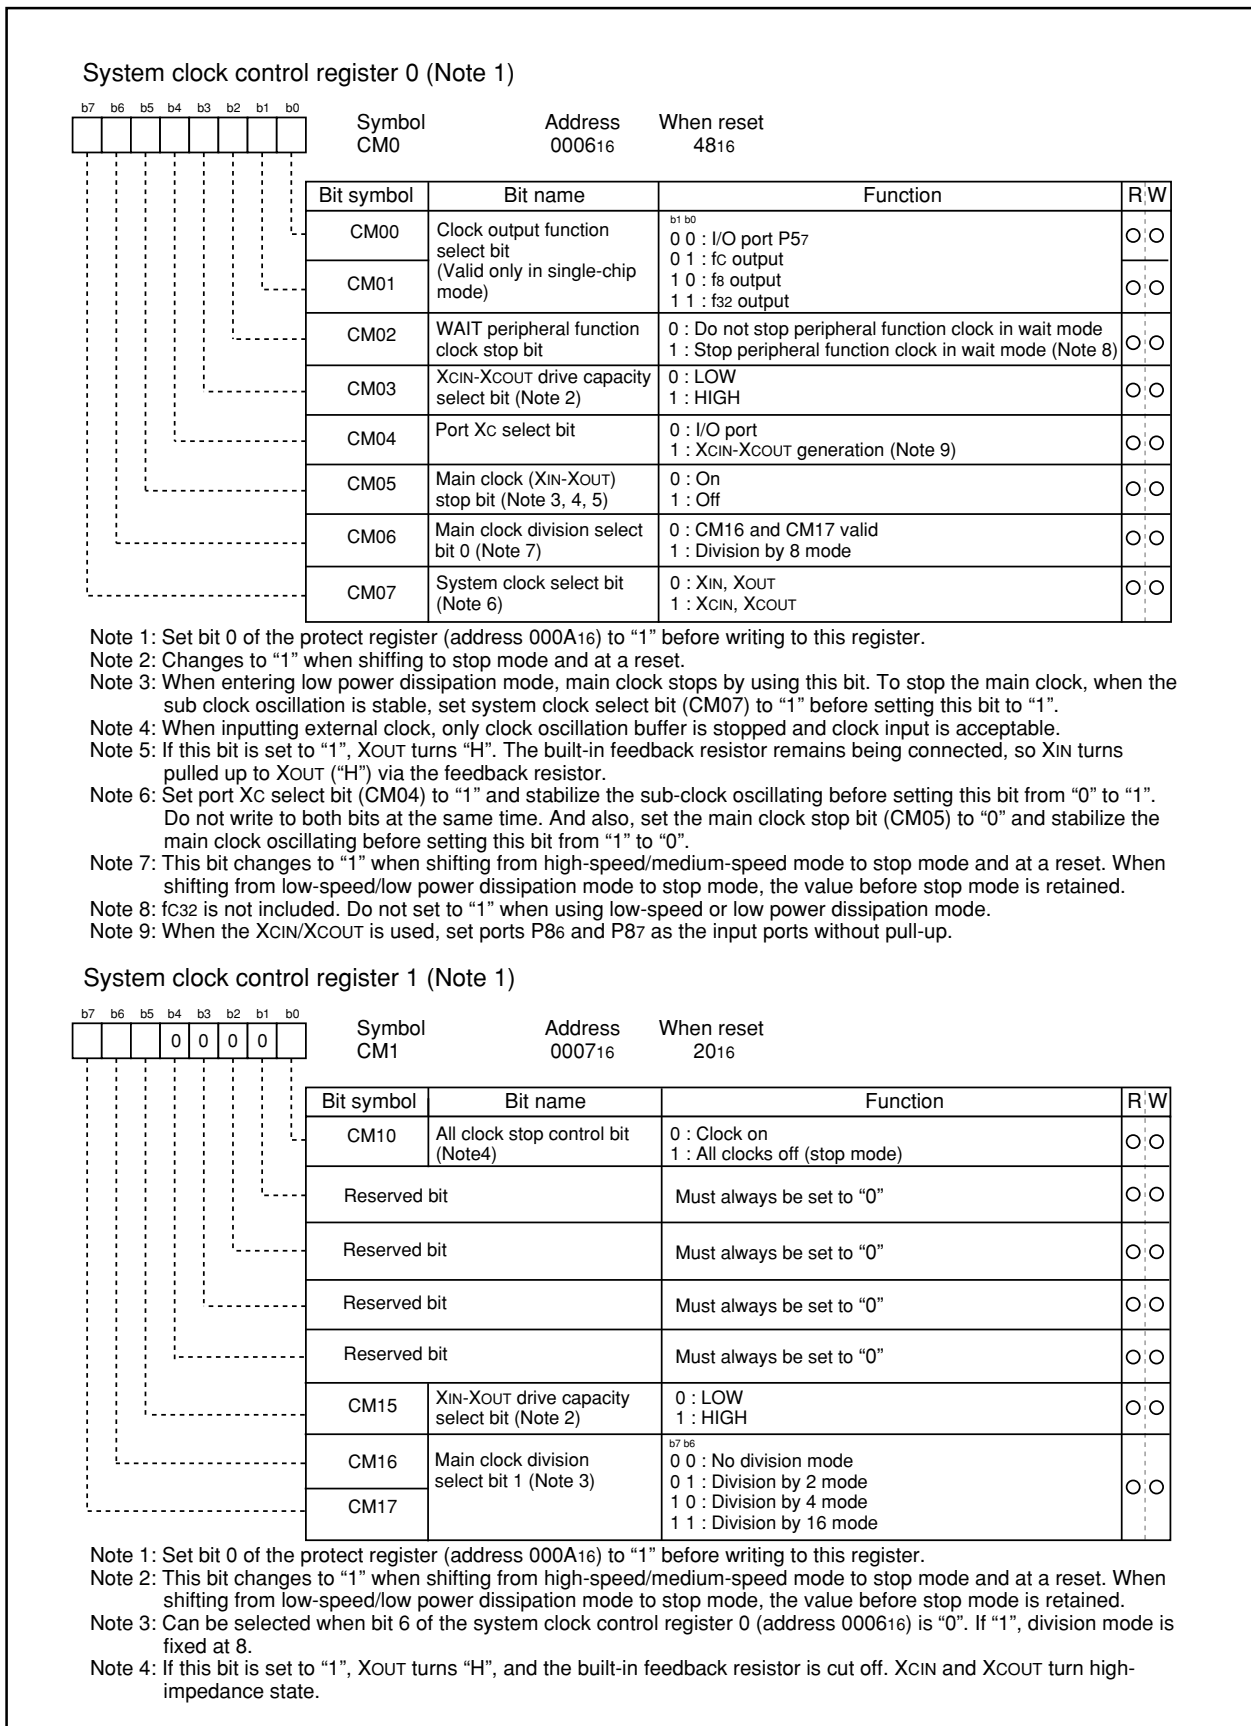 System clock control register 0 (Note 1)
b7 b6 b5 b4 b3 b2 b1 b0
Symbol Address When reset
CM0 000616 4816
Bit symbol Bit name Function R W
CM00 Clock output function select bit (Valid only in single-chip mode)
b1 b0
0 0 : I/O port P57
0 1 : fC output
CM01 1 0 : f8 output
1 1 : f32 output
CM02 WAIT peripheral function 0 : Do not stop peripheral function clock in wait mode
clock stop bit 1 : Stop peripheral function clock in wait mode (Note 8)
CM03 XCIN-XCOUT drive capacity 0 : LOW
select bit (Note 2) 1 : HIGH
CM04 Port XC select bit 0 : I/O port
1 : XCIN-XCOUT generation (Note 9)
CM05 Main clock (XIN-XOUT) 0 : On
stop bit (Note 3, 4, 5) 1 : Off
CM06 Main clock division select 0 : CM16 and CM17 valid
bit 0 (Note 7) 1 : Division by 8 mode
CM07 System clock select bit 0 : XIN, XOUT
(Note 6) 1 : XCIN, XCOUT
Note 1: Set bit 0 of the protect register (address 000A16) to “1” before writing to this register.
Note 2: Changes to “1” when shiffing to stop mode and at a reset.
Note 3: When entering low power dissipation mode, main clock stops by using this bit. To stop the main clock, when the
sub clock oscillation is stable, set system clock select bit (CM07) to “1” before setting this bit to “1”.
Note 4: When inputting external clock, only clock oscillation buffer is stopped and clock input is acceptable.
Note 5: If this bit is set to “1”, XOUT turns “H”. The built-in feedback resistor remains being connected, so XIN turns
pulled up to XOUT (“H”) via the feedback resistor.
Note 6: Set port XC select bit (CM04) to “1” and stabilize the sub-clock oscillating before setting this bit from “0” to “1”.
Do not write to both bits at the same time. And also, set the main clock stop bit (CM05) to “0” and stabilize the
main clock oscillating before setting this bit from “1” to “0”.
Note 7: This bit changes to “1” when shifting from high-speed/medium-speed mode to stop mode and at a reset. When
shifting from low-speed/low power dissipation mode to stop mode, the value before stop mode is retained.
Note 8: fC32 is not included. Do not set to “1” when using low-speed or low power dissipation mode.
Note 9: When the XCIN/XCOUT is used, set ports P86 and P87 as the input ports without pull-up.
System clock control register 1 (Note 1)
b7 b6 b5 b4 b3 b2 b1 b0
0 0 0 0
Symbol Address When reset
CM1 000716 2016
Bit symbol Bit name Function R W
CM10 All clock stop control bit 0 : Clock on
(Note4) 1 : All clocks off (stop mode)
Reserved bit Must always be set to “0”
Reserved bit Must always be set to “0”
Reserved bit Must always be set to “0”
Reserved bit Must always be set to “0”
CM15 XIN-XOUT drive capacity 0 : LOW
select bit (Note 2) 1 : HIGH
b7 b6
CM16 Main clock division 0 0 : No division mode
select bit 1 (Note 3) 0 1 : Division by 2 mode
CM17 1 0 : Division by 4 mode
1 1 : Division by 16 mode
Note 1: Set bit 0 of the protect register (address 000A16) to “1” before writing to this register.
Note 2: This bit changes to “1” when shifting from high-speed/medium-speed mode to stop mode and at a reset. When
shifting from low-speed/low power dissipation mode to stop mode, the value before stop mode is retained.
Note 3: Can be selected when bit 6 of the system clock control register 0 (address 000616) is “0”. If “1”, division mode is
fixed at 8.
Note 4: If this bit is set to “1”, XOUT turns “H”, and the built-in feedback resistor is cut off. XCIN and XCOUT turn high-
impedance state.